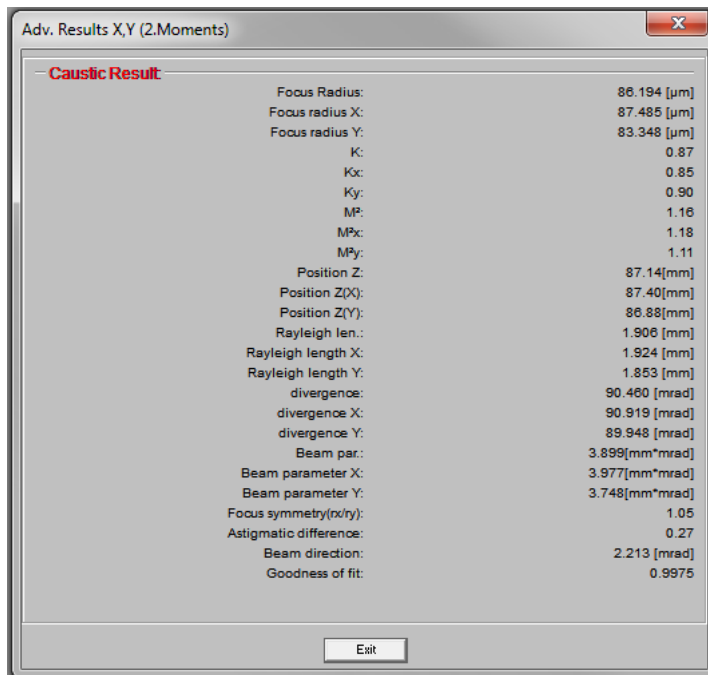 Adv. Results X,Y (2.Moments)
Caustic Result
Focus Radius: 86.194 [µm]
Focus radius X: 87.485 [µm]
Focus radius Y: 83.348 [µm]
K: 0.87
Kx: 0.85
Ky: 0.90
M²: 1.16
M²x: 1.18
M²y: 1.11
Position Z: 87.14[mm]
Position Z(X): 87.40[mm]
Position Z(Y): 86.88[mm]
Rayleigh len.: 1.906 [mm]
Rayleigh length X: 1.924 [mm]
Rayleigh length Y: 1.853 [mm]
divergence: 90.460 [mrad]
divergence X: 90.919 [mrad]
divergence Y: 89.948 [mrad]
Beam par.: 3.899[mm*mrad]
Beam parameter X: 3.977[mm*mrad]
Beam parameter Y: 3.748[mm*mrad]
Focus symmetry(rx/ry): 1.05
Astigmatic difference: 0.27
Beam direction: 2.213 [mrad]
Goodness of fit: 0.9975
Exit